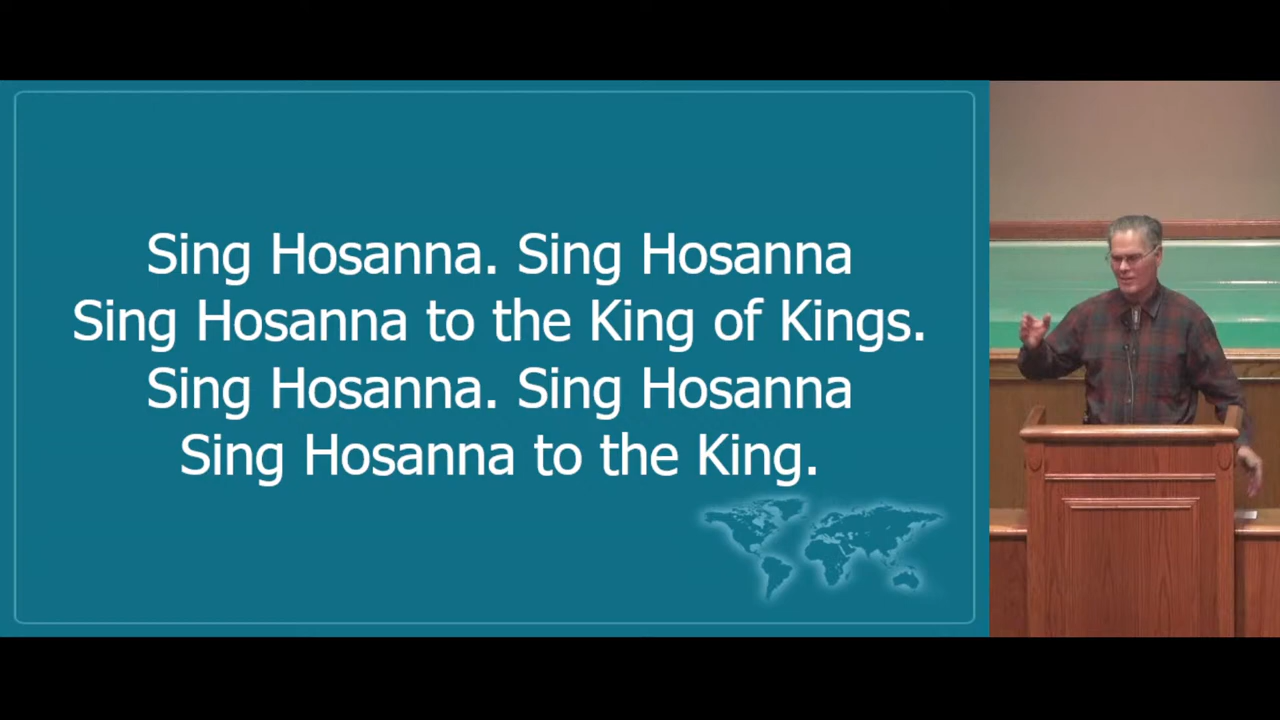 Sing Hosanna. Sing Hosanna
Sing Hosanna to the King of Kings.
Sing Hosanna. Sing Hosanna
Sing Hosanna to the King.